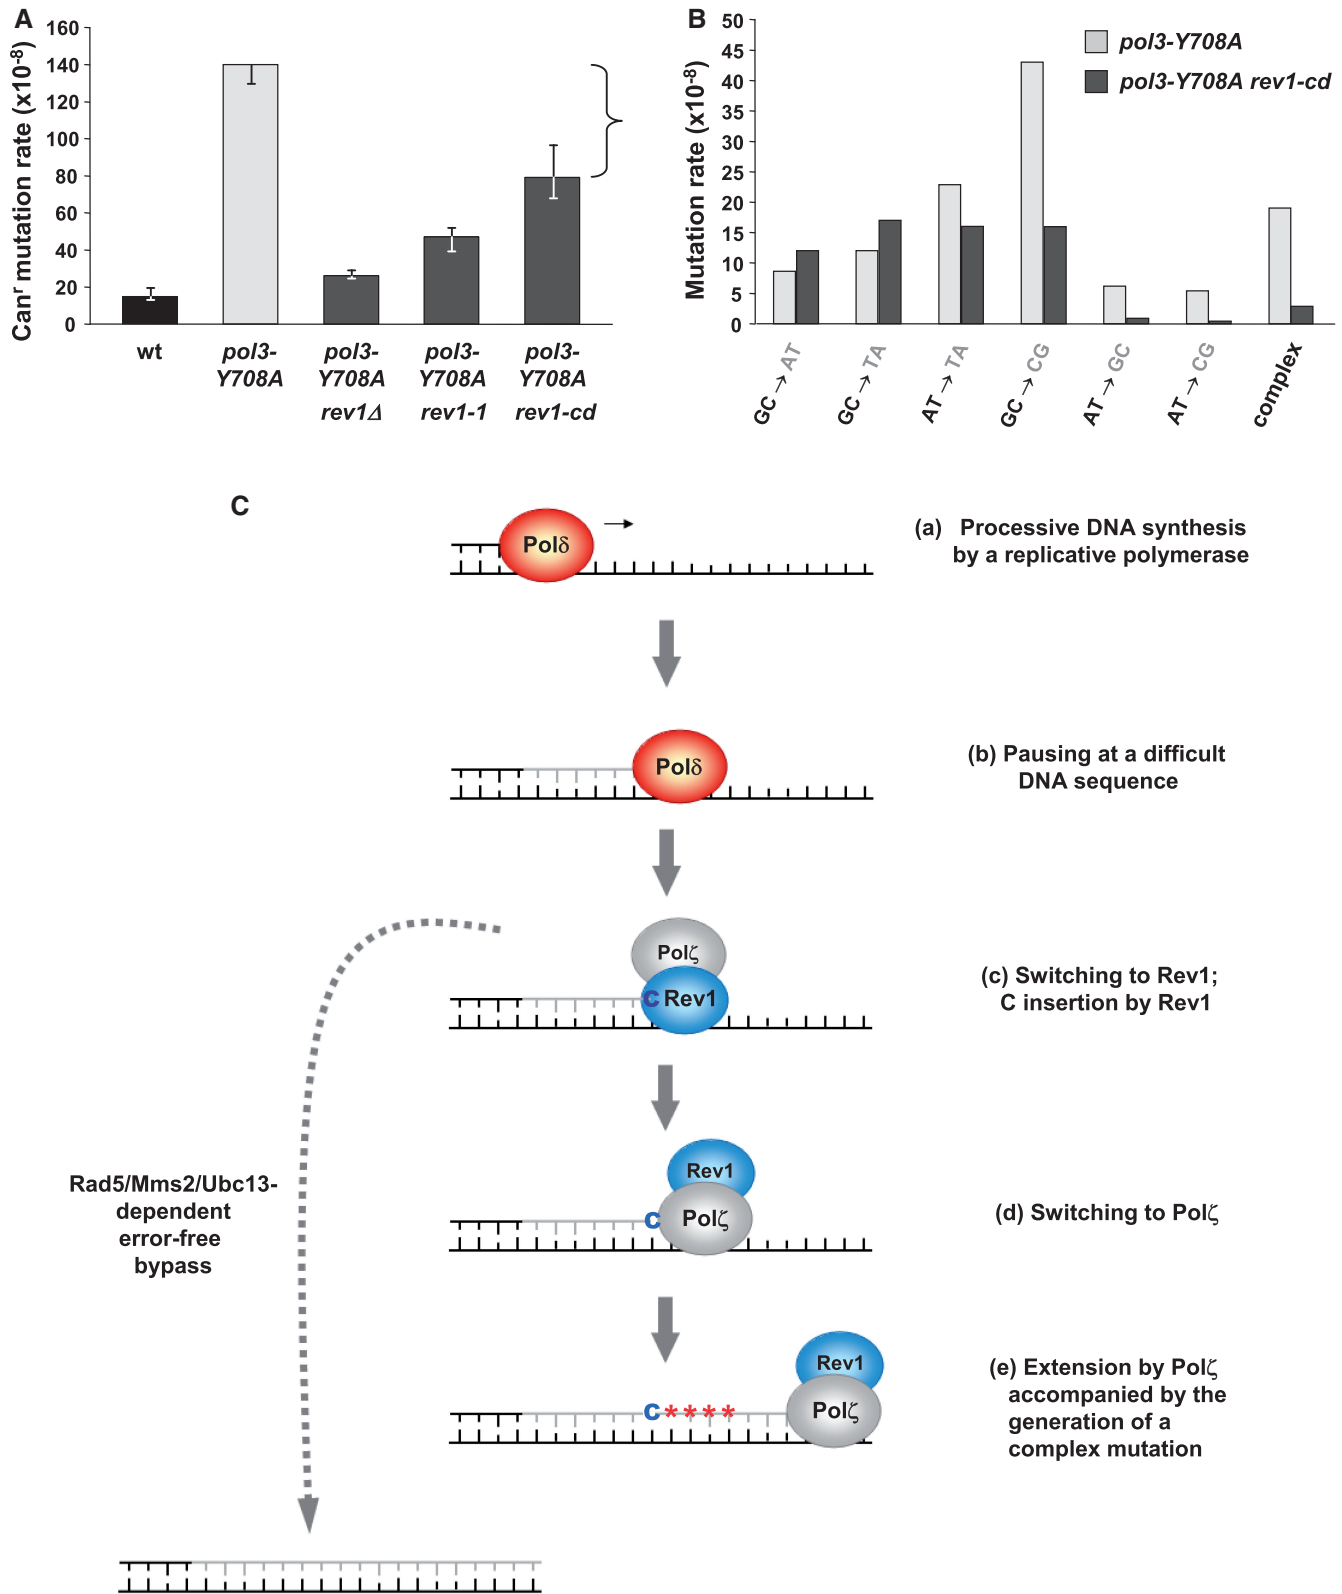 A
Canʳ mutation rate (x10⁻⁸)
160
140
120
100
80
60
40
20
0
wt
pol3-
Y708A
pol3-
Y708A
rev1Δ
pol3-
Y708A
rev1-1
pol3-
Y708A
rev1-cd
B
Mutation rate (x10⁻⁸)
50
45
40
35
30
25
20
15
10
5
0
pol3-Y708A
pol3-Y708A rev1-cd
GC → AT
GC → TA
AT → TA
GC → CG
AT → GC
AT → CG
complex
C
Polδ
(a) Processive DNA synthesis
by a replicative polymerase
Polδ
(b) Pausing at a difficult
DNA sequence
Polζ
C Rev1
(c) Switching to Rev1;
C insertion by Rev1
Rev1
C Polζ
(d) Switching to Polζ
Rad5/Mms2/Ubc13-
dependent
error-free
bypass
Rev1
C **** Polζ
(e) Extension by Polζ
accompanied by the
generation of a
complex mutation